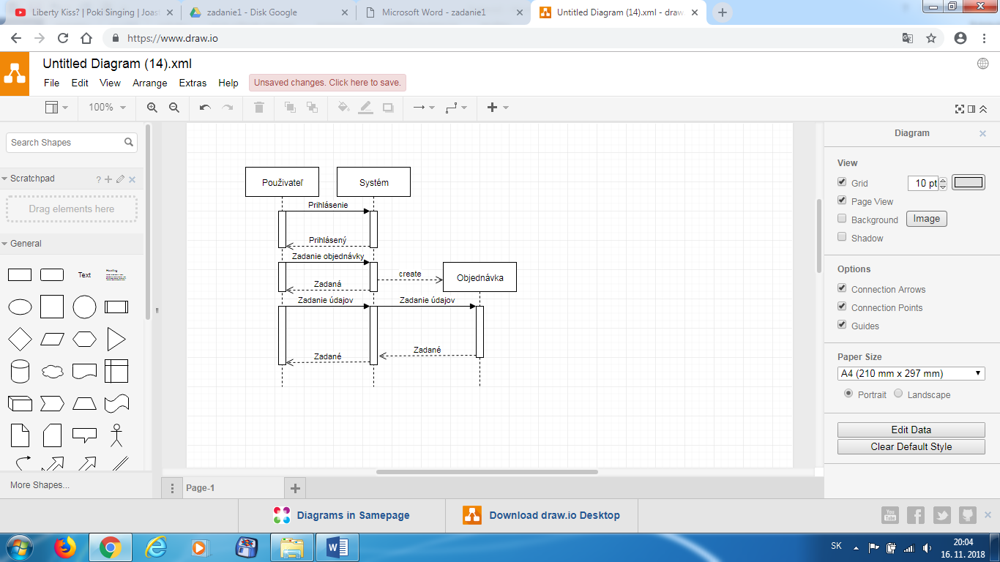 Liberty Kiss? | Poki Singing | Joast
zadanie1 - Disk Google
Microsoft Word - zadanie1
Untitled Diagram (14).xml - draw
https://www.draw.io
Untitled Diagram (14).xml
File Edit View Arrange Extras Help Unsaved changes. Click here to save.
100%
Search Shapes
Scratchpad
?
Drag elements here
General
Text
Heading
More Shapes...
Používateľ
Systém
Prihlásenie
Prihlásený
Zadanie objednávky
create
Objednávka
Zadaná
Zadanie údajov
Zadanie údajov
Zadané
Zadané
Page-1
Diagram
View
Grid
10 pt
Page View
Background
Image
Shadow
Options
Connection Arrows
Connection Points
Guides
Paper Size
A4 (210 mm x 297 mm)
Portrait
Landscape
Edit Data
Clear Default Style
Diagrams in Samepage
Download draw.io Desktop
You
Tube
SK
20:04
16. 11. 2018